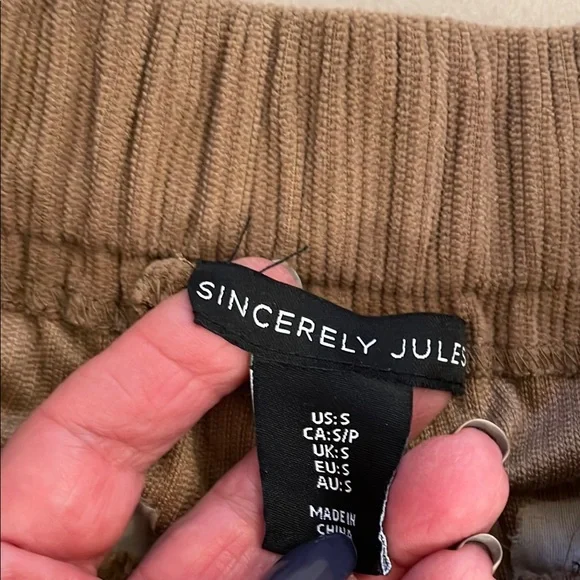 SINCERELY JULES
US:S
CA:S/P
UK:S
EU:S
AU:S
MADE IN
CHINA